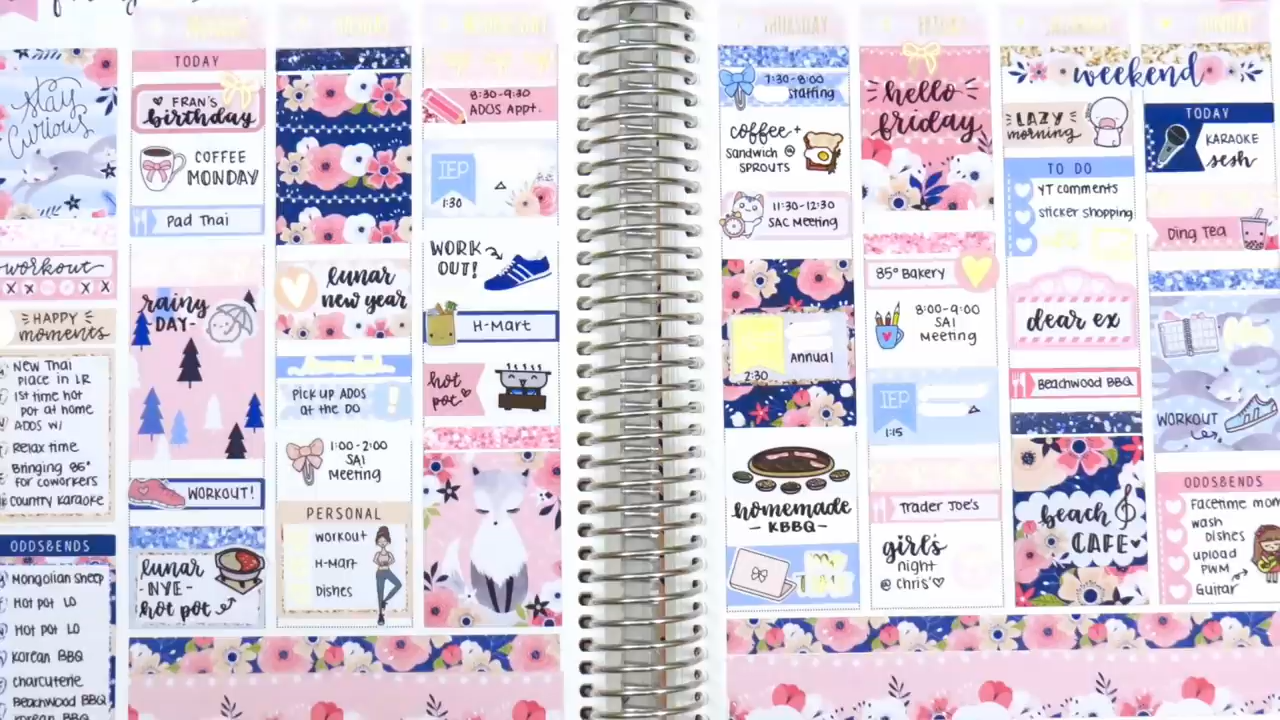 THURSDAY
FRIDAY
stay
curious
workout
X X X X
HAPPY
moments
New Thai
place in LR
1st time hot
pot at home
ADOS W/
Relax time
Bringing 85°
for coworkers
country karaoke
ODDS&ENDS
Mongolian sheep
Hot pot LD
Hot pot LD
Korean BBQ
charcuterie
Beachwood BBQ
Korean BBQ
TODAY
FRAN'S
birthday
COFFEE
MONDAY
Pad Thai
rainy
DAY-
WORKOUT!
lunar
-NYE-
hot pot
lunar
new year
PICK UP ADOS
at the DO
1:00-2:00
SAI
Meeting
PERSONAL
workout
H-Mart
Dishes
8:30-9:30
ADOS Appt.
IEP
1:30
WORK
OUT!
H-Mart
hot
pot
7:30-8:00
staffing
coffee +
sandwich @
SPROUTS
11:30-12:30
SAC Meeting
Annual
2:30
homemade
-KBBQ-
hello
friday
85° Bakery
8:00-9:00
SAI
Meeting
IEP
1:15
Trader Joe's
girl's
night
@ chris'♡
weekend
LAZY
morning
TO DO
YT comments
sticker shopping
dear ex
Beachwood BBQ
beach
CAFE
TODAY
KARAOKE
sesh
Ding Tea
WORKOUT
ODDS&ENDS
Facetime mom
wash
dishes
upload
PWM
Guitar